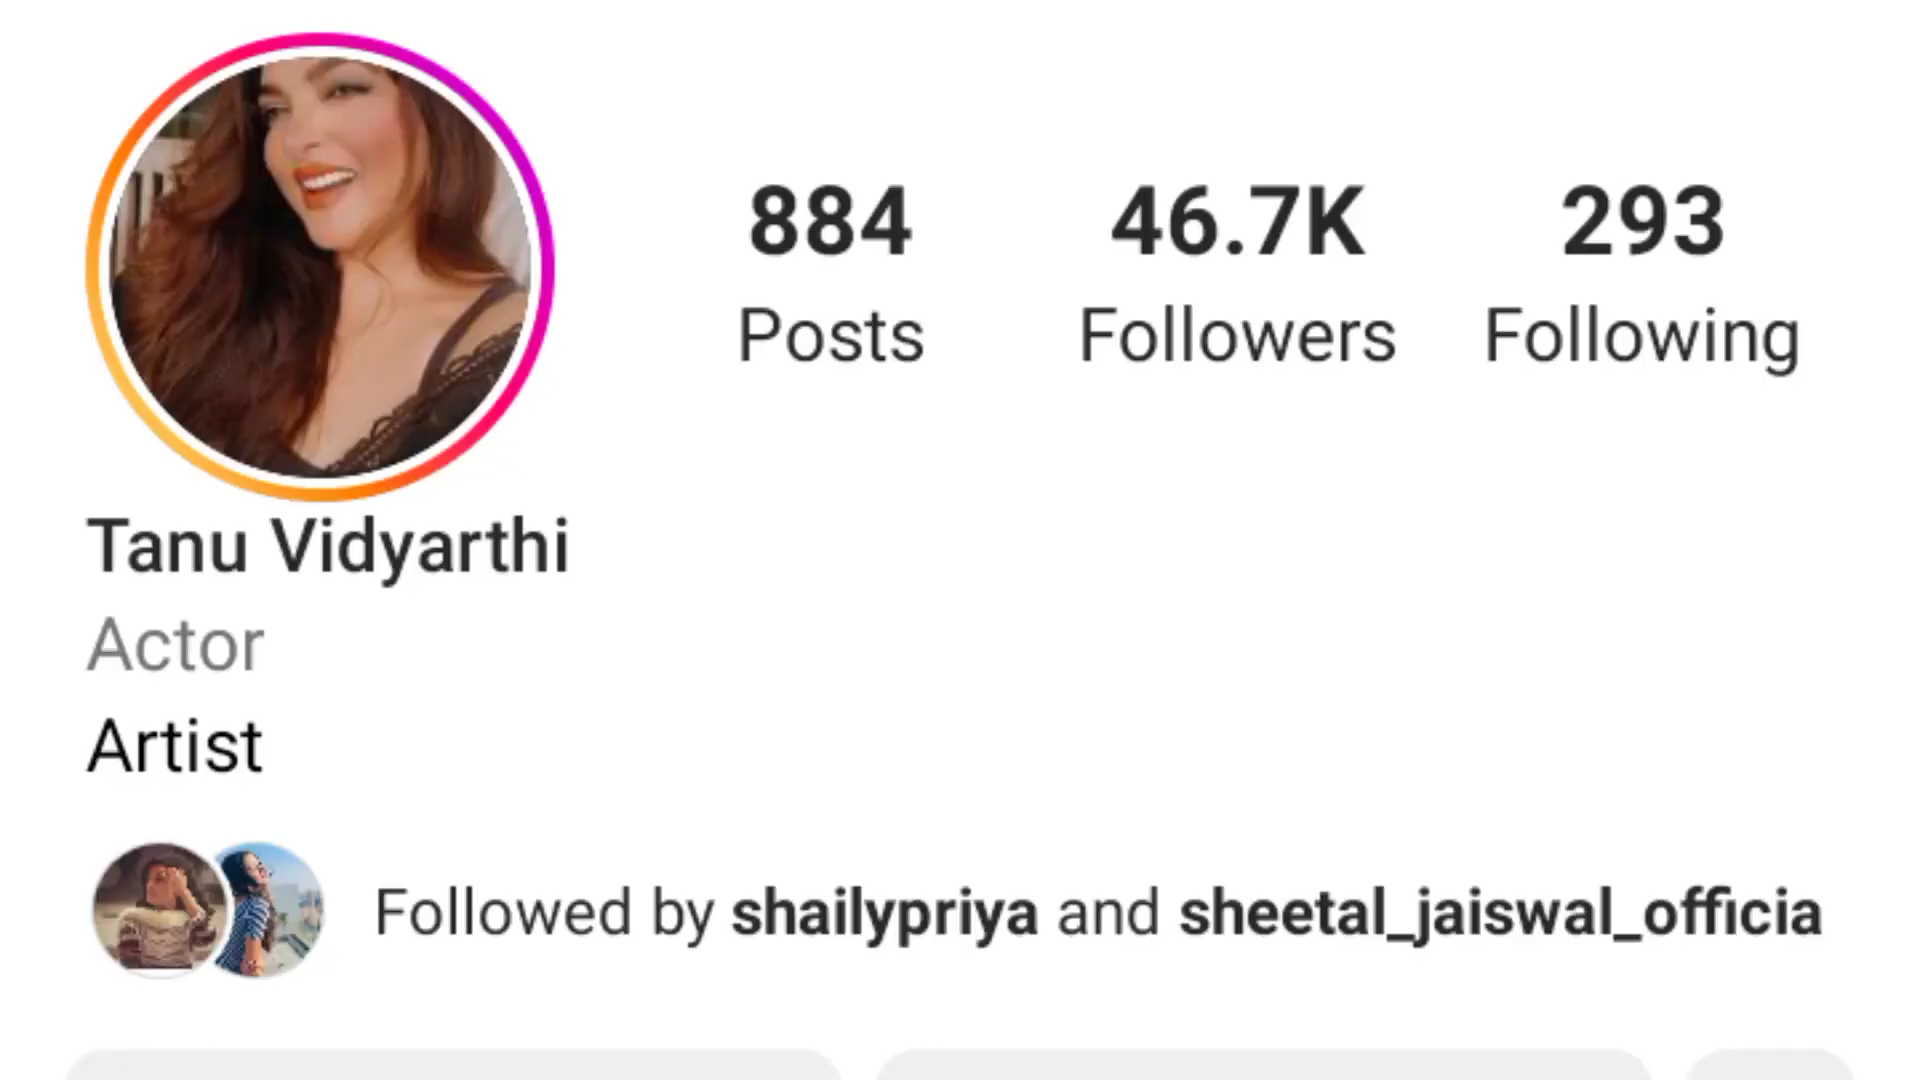 884 46.7K 293
Posts Followers Following
Tanu Vidyarthi
Actor
Artist
Followed by shailypriya and sheetal_jaiswal_officia